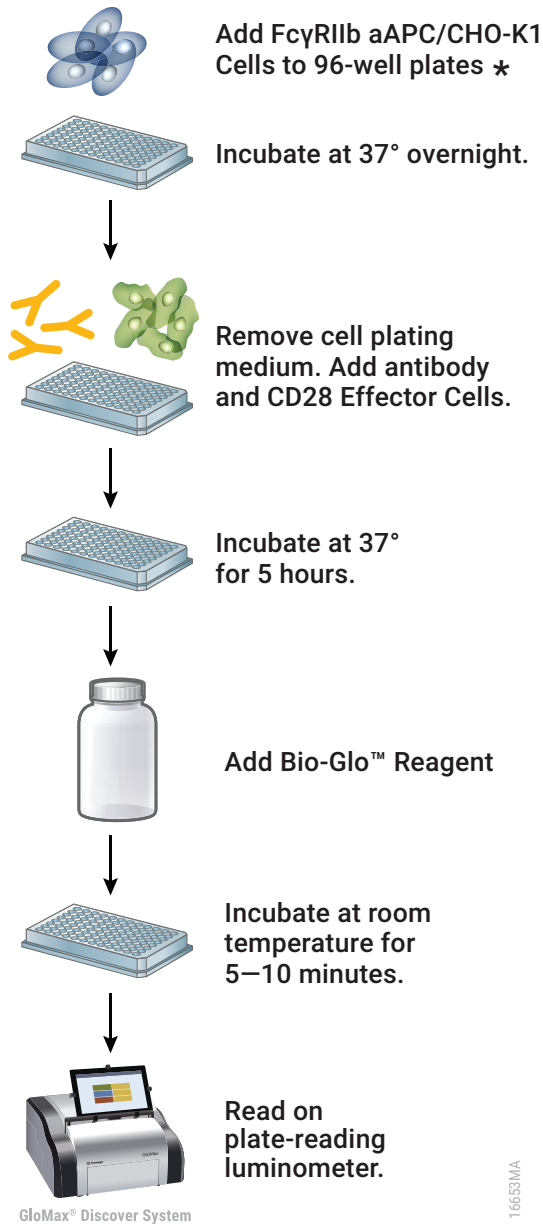 Add FcγRIIb aAPC/CHO-K1
Cells to 96-well plates *
Incubate at 37° overnight.
Remove cell plating
medium. Add antibody
and CD28 Effector Cells.
Incubate at 37°
for 5 hours.
Add Bio-Glo™ Reagent
Incubate at room
temperature for
5—10 minutes.
Read on
plate-reading
luminometer.
GloMax® Discover System
16653MA